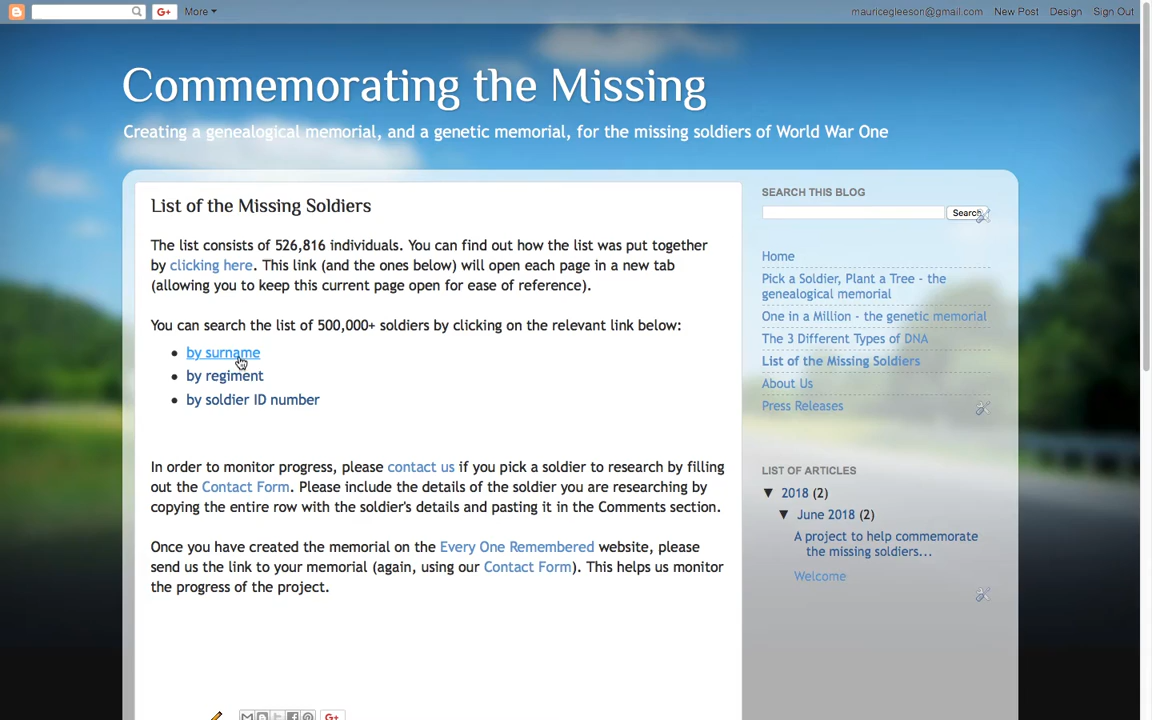 G+ More
mauricegleeson@gmail.com New Post Design Sign Out
Commemorating the Missing
Creating a genealogical memorial, and a genetic memorial, for the missing soldiers of World War One
List of the Missing Soldiers
The list consists of 526,816 individuals. You can find out how the list was put together
by clicking here. This link (and the ones below) will open each page in a new tab
(allowing you to keep this current page open for ease of reference).
You can search the list of 500,000+ soldiers by clicking on the relevant link below:
• by surname
• by regiment
• by soldier ID number
In order to monitor progress, please contact us if you pick a soldier to research by filling
out the Contact Form. Please include the details of the soldier you are researching by
copying the entire row with the soldier's details and pasting it in the Comments section.
Once you have created the memorial on the Every One Remembered website, please
send us the link to your memorial (again, using our Contact Form). This helps us monitor
the progress of the project.
G+
SEARCH THIS BLOG
Search
Home
Pick a Soldier, Plant a Tree - the
genealogical memorial
One in a Million - the genetic memorial
The 3 Different Types of DNA
List of the Missing Soldiers
About Us
Press Releases
LIST OF ARTICLES
▼ 2018 (2)
▼ June 2018 (2)
A project to help commemorate
the missing soldiers...
Welcome